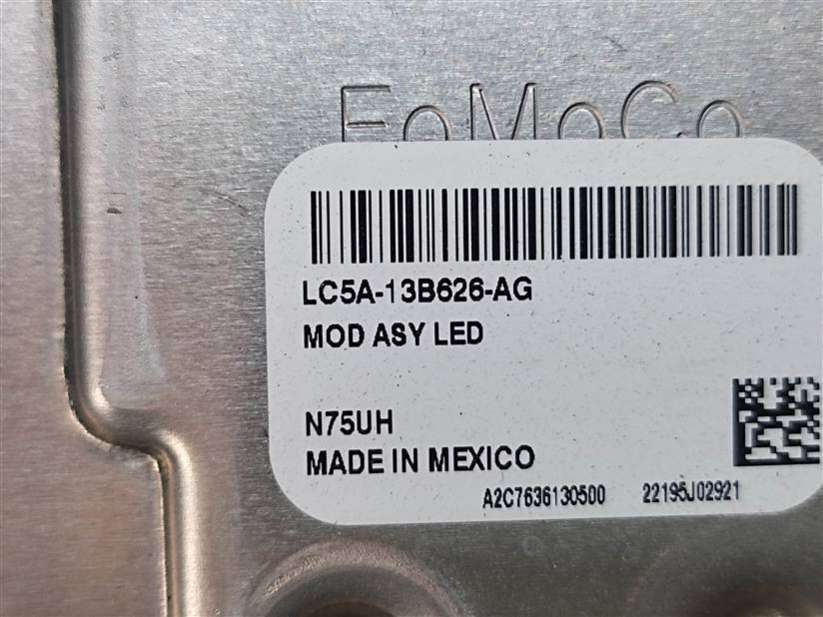 FoMoCo
LC5A-13B626-AG
MOD ASY LED
N75UH
MADE IN MEXICO
A2C7636130500 22195J02921